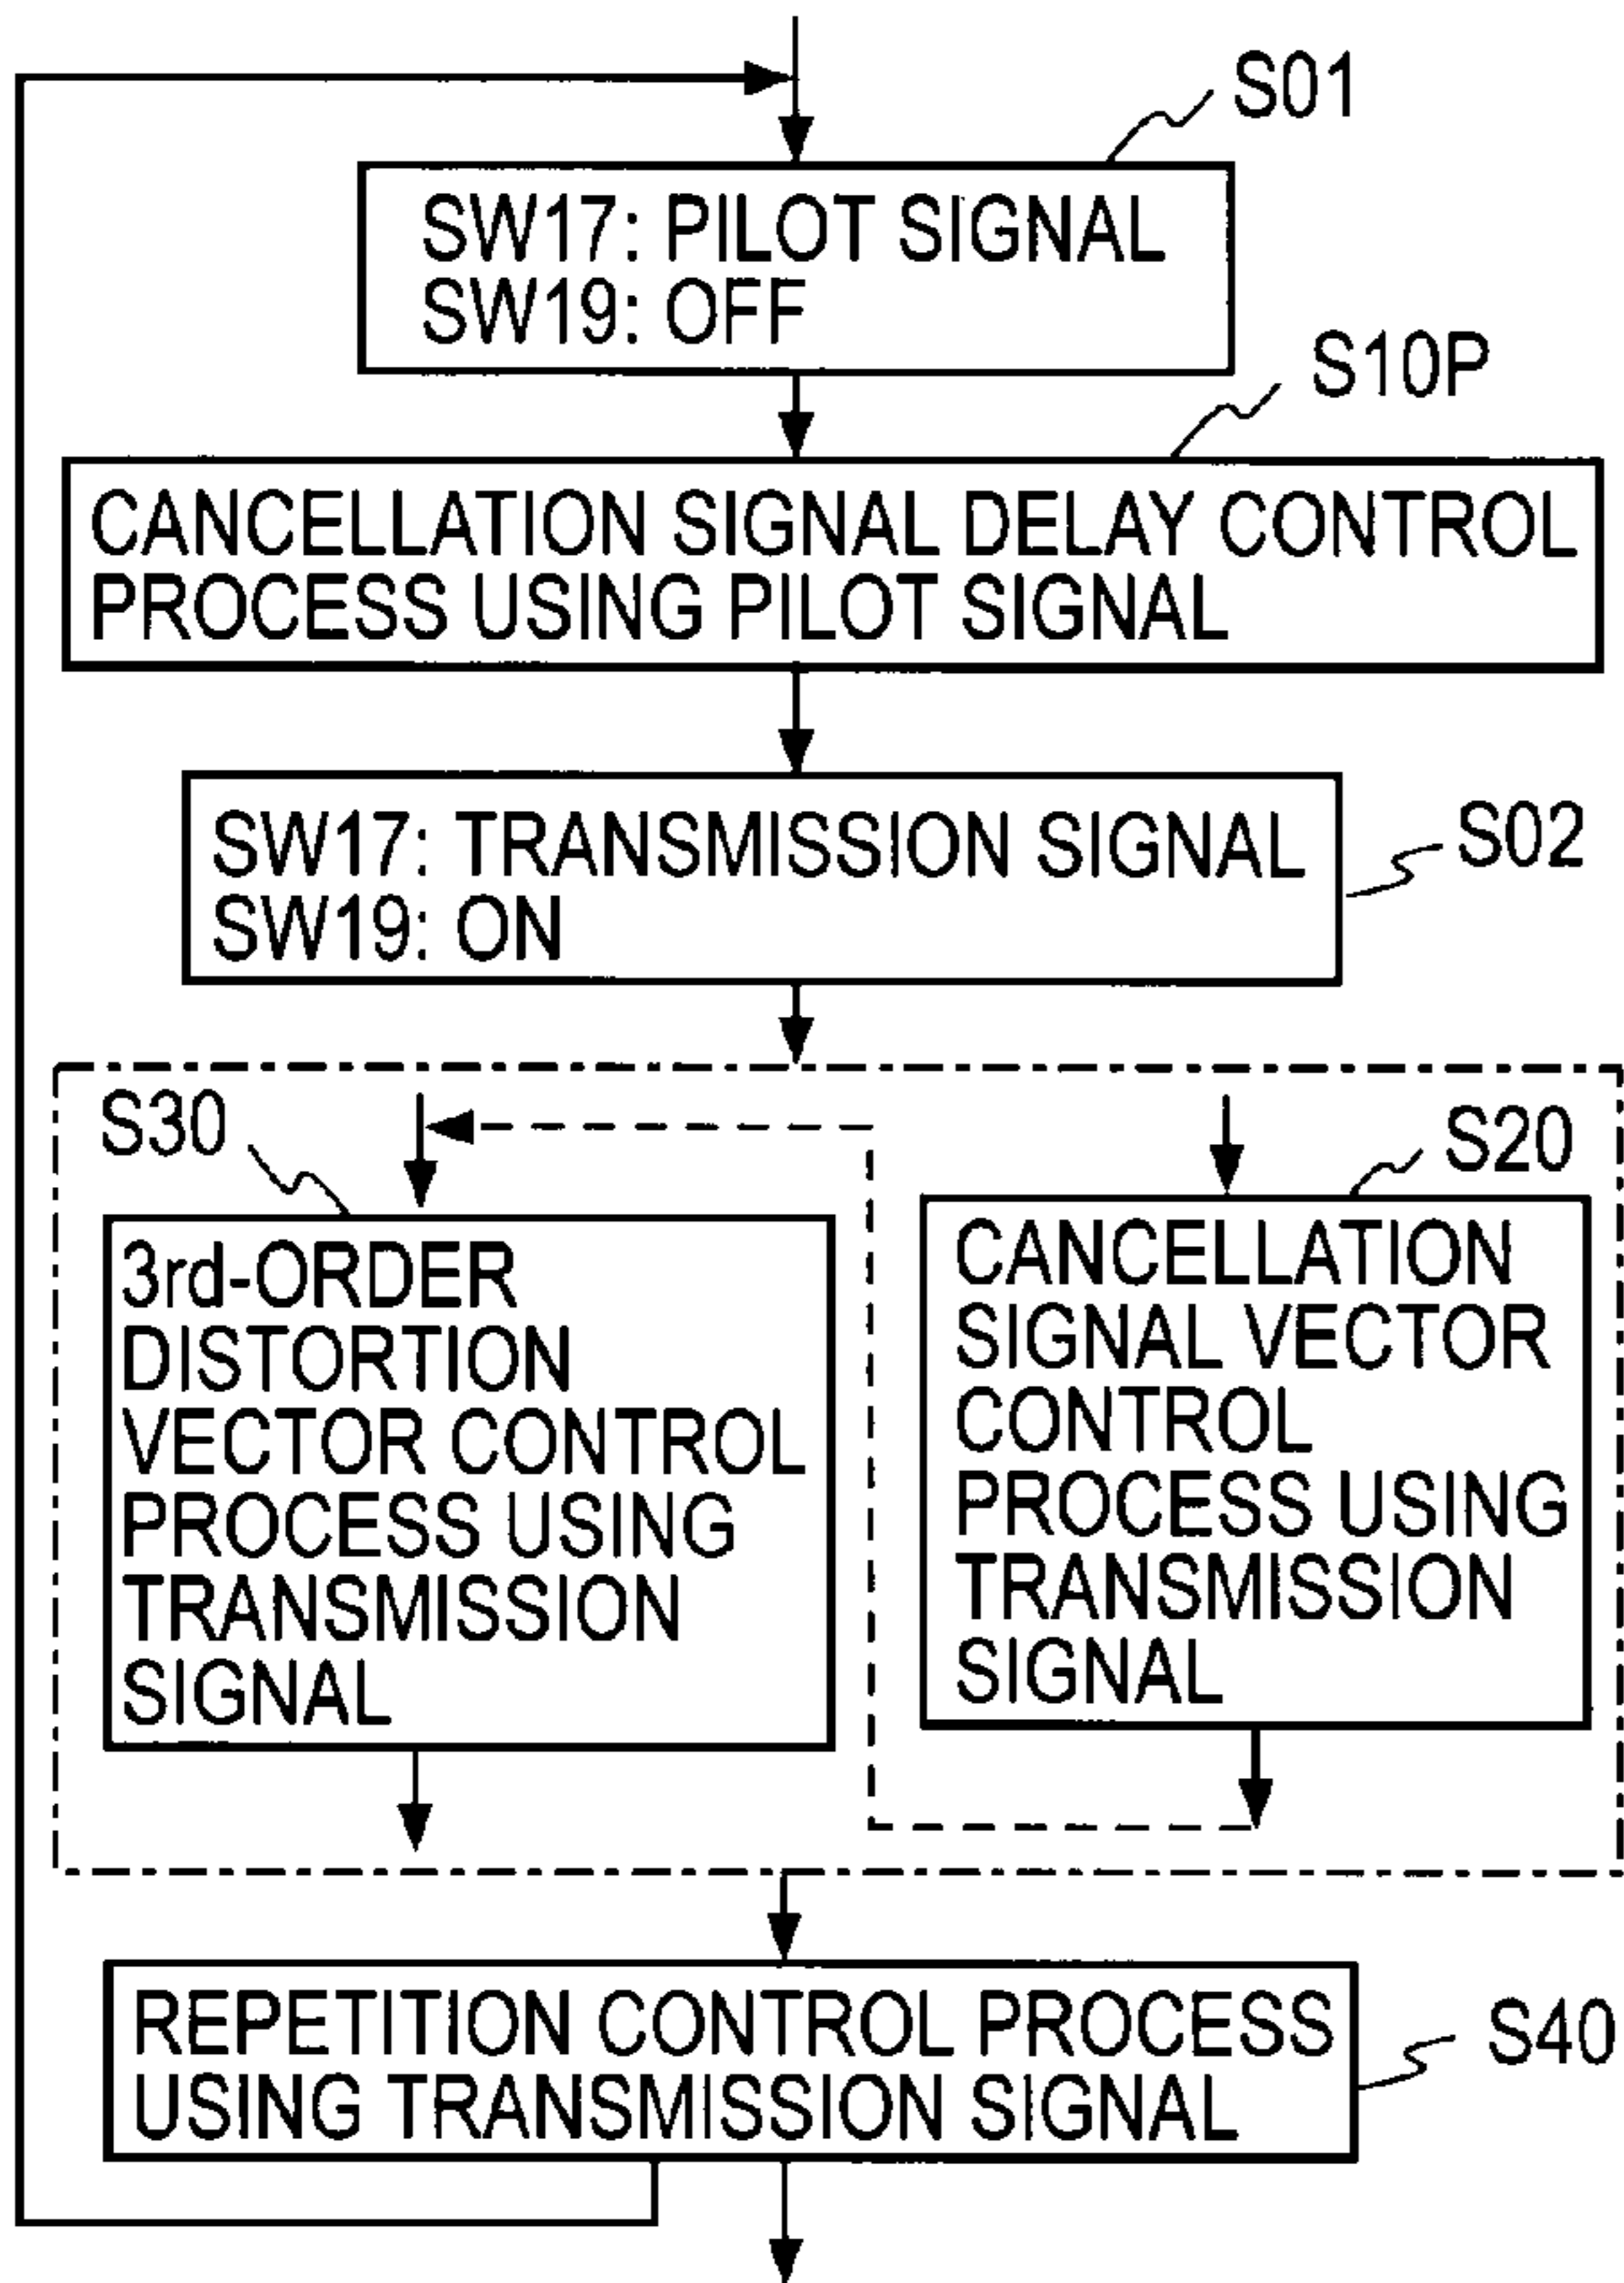 S01
SW17: PILOT SIGNAL
SW19: OFF
S10P
CANCELLATION SIGNAL DELAY CONTROL
PROCESS USING PILOT SIGNAL
SW17: TRANSMISSION SIGNAL
SW19: ON
S02
S30
3rd-ORDER
DISTORTION
VECTOR CONTROL
PROCESS USING
TRANSMISSION
SIGNAL
S20
CANCELLATION
SIGNAL VECTOR
CONTROL
PROCESS USING
TRANSMISSION
SIGNAL
REPETITION CONTROL PROCESS
USING TRANSMISSION SIGNAL
S40